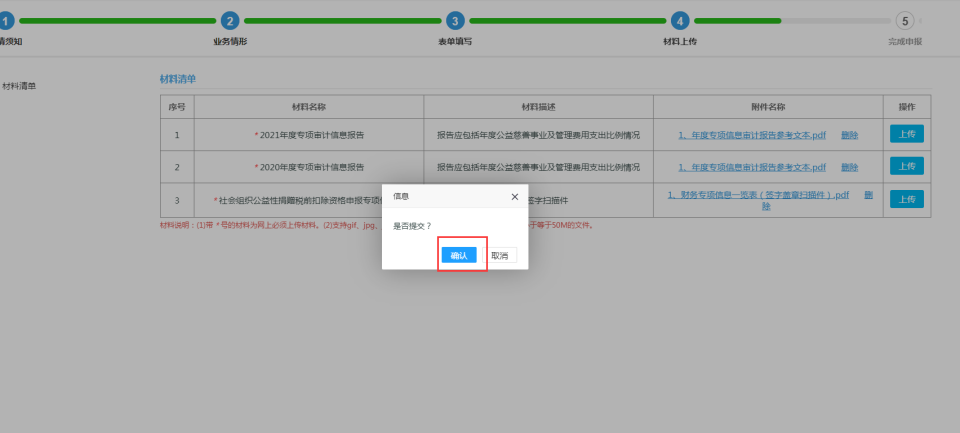 1 2 3 4 5
请须知 业务情形 表单填写 材料上传 完成申报
材料清单
材料清单
序号 材料名称 材料描述 附件名称 操作
1 *2021年度专项审计信息报告 报告应包括年度公益慈善事业及管理费用支出比例情况 1、年度专项信息审计报告参考文本.pdf 删除 上传
2 *2020年度专项审计信息报告 报告应包括年度公益慈善事业及管理费用支出比例情况 1、年度专项信息审计报告参考文本.pdf 删除 上传
3 *社会组织公益性捐赠税前扣除资格申报专项信 签字扫描件 1、财务专项信息一览表(签字盖章扫描件).pdf 删
除 上传
材料说明:(1)带 *号的材料为网上必须上传材料。(2)支持gif、jpg、 于等于50M的文件。
信息
是否提交?
确认 取消